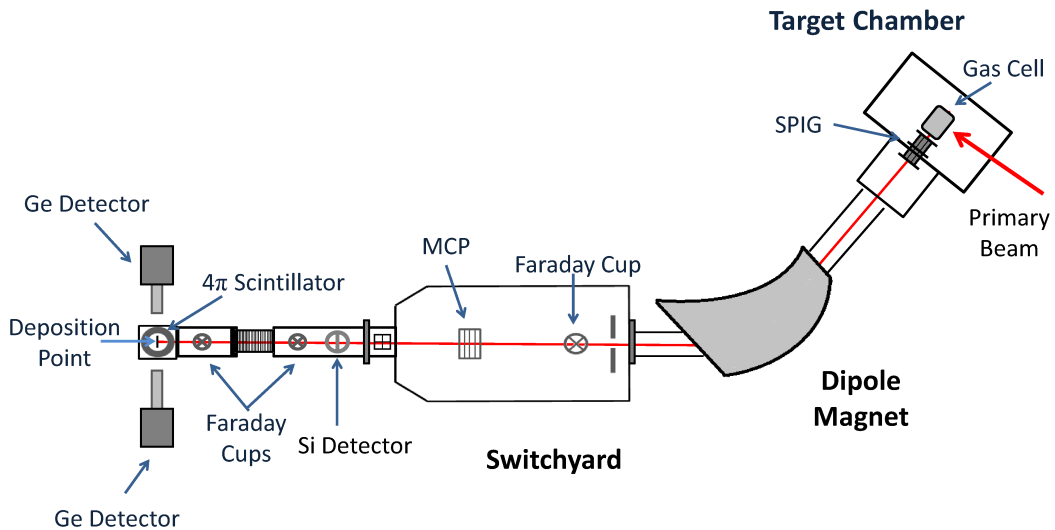 Target Chamber
Gas Cell
SPIG
Primary
Beam
Ge Detector
MCP
Faraday Cup
4π Scintillator
Deposition
Point
Dipole
Magnet
Faraday
Cups
Si Detector
Switchyard
Ge Detector